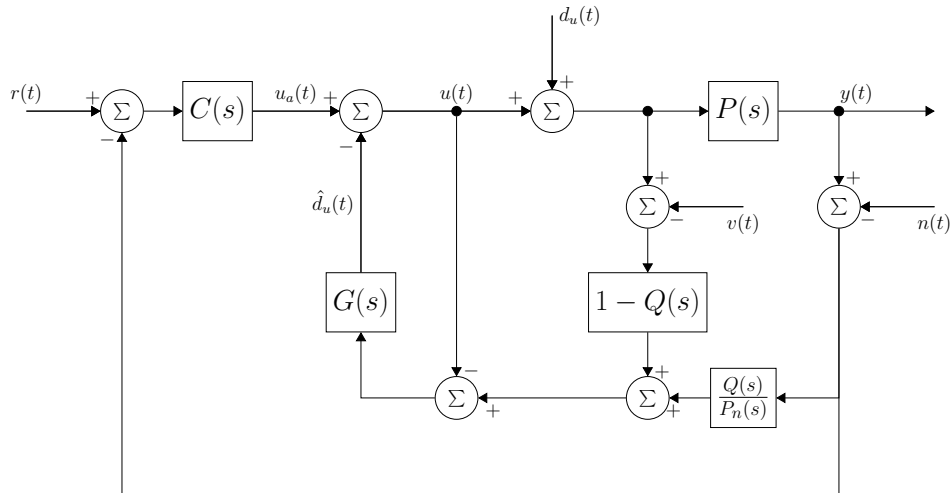 d_u(t)
r(t) + Σ − C(s) u_a(t) + Σ − u(t) + Σ + P(s) y(t)
+ Σ − v(t) + Σ − n(t)
d̂_u(t)
G(s) 1 − Q(s)
− Σ + + Σ + Q(s)/P_n(s)